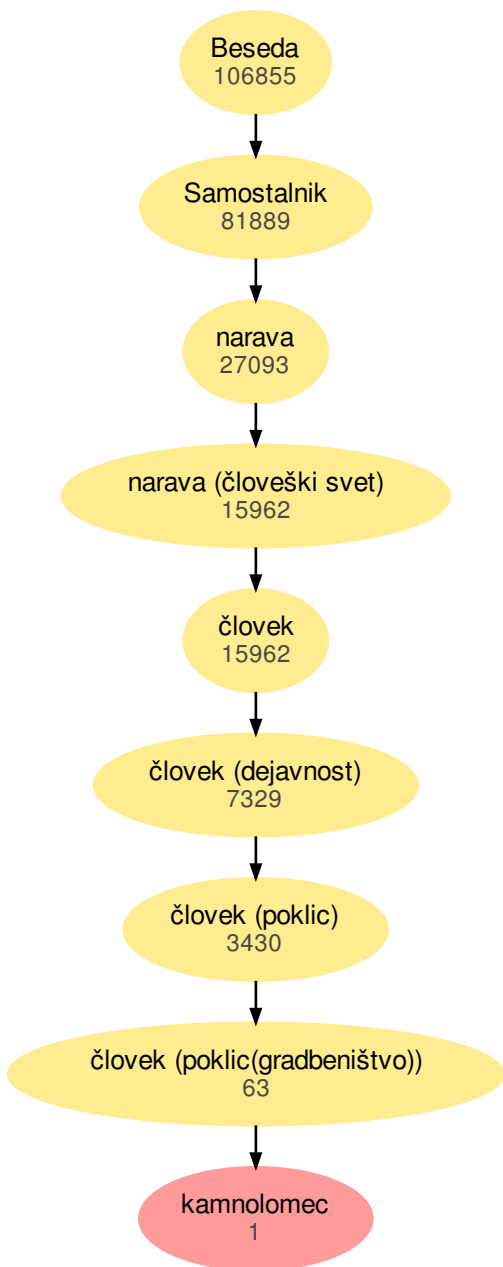 Beseda
106855
Samostalnik
81889
narava
27093
narava (človeški svet)
15962
človek
15962
človek (dejavnost)
7329
človek (poklic)
3430
človek (poklic(gradbeništvo))
63
kamnolomec
1